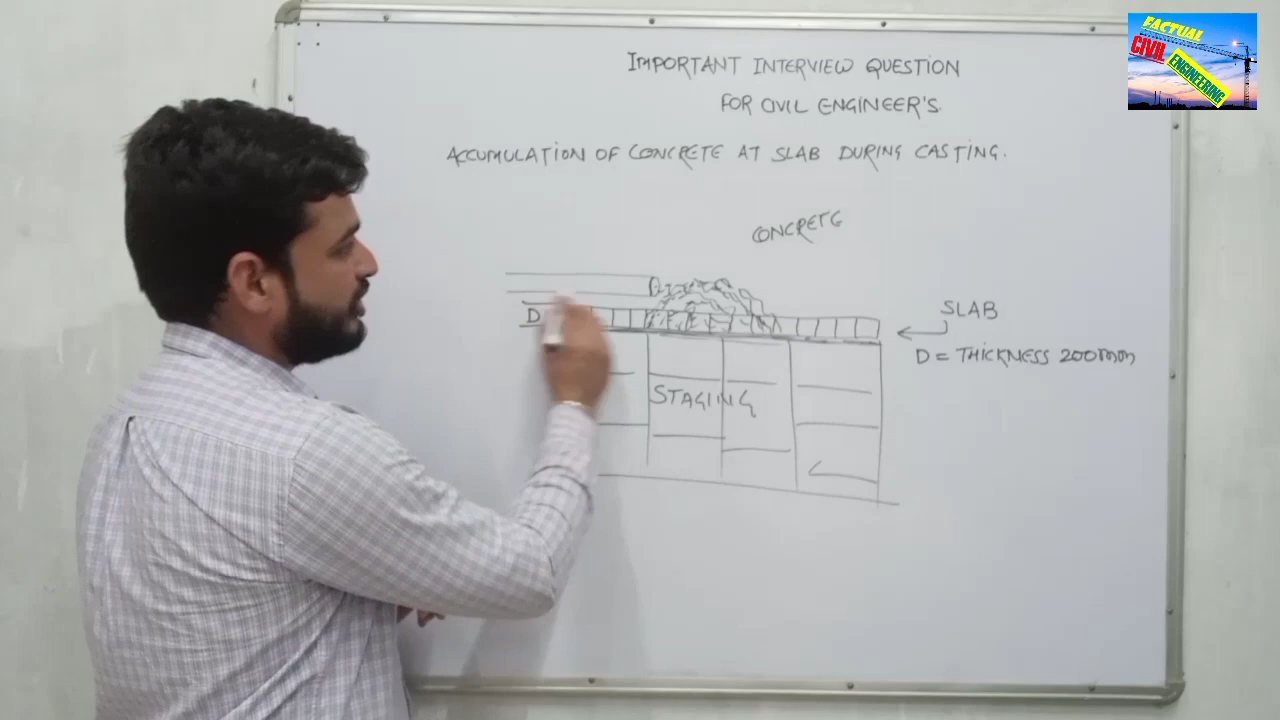 FACTUAL
CIVIL
ENGINEERING
IMPORTANT INTERVIEW QUESTION
FOR CIVIL ENGINEER'S.
ACCUMULATION OF CONCRETE AT SLAB DURING CASTING.
CONCRETE
SLAB
D
D = THICKNESS 200mm
STAGING